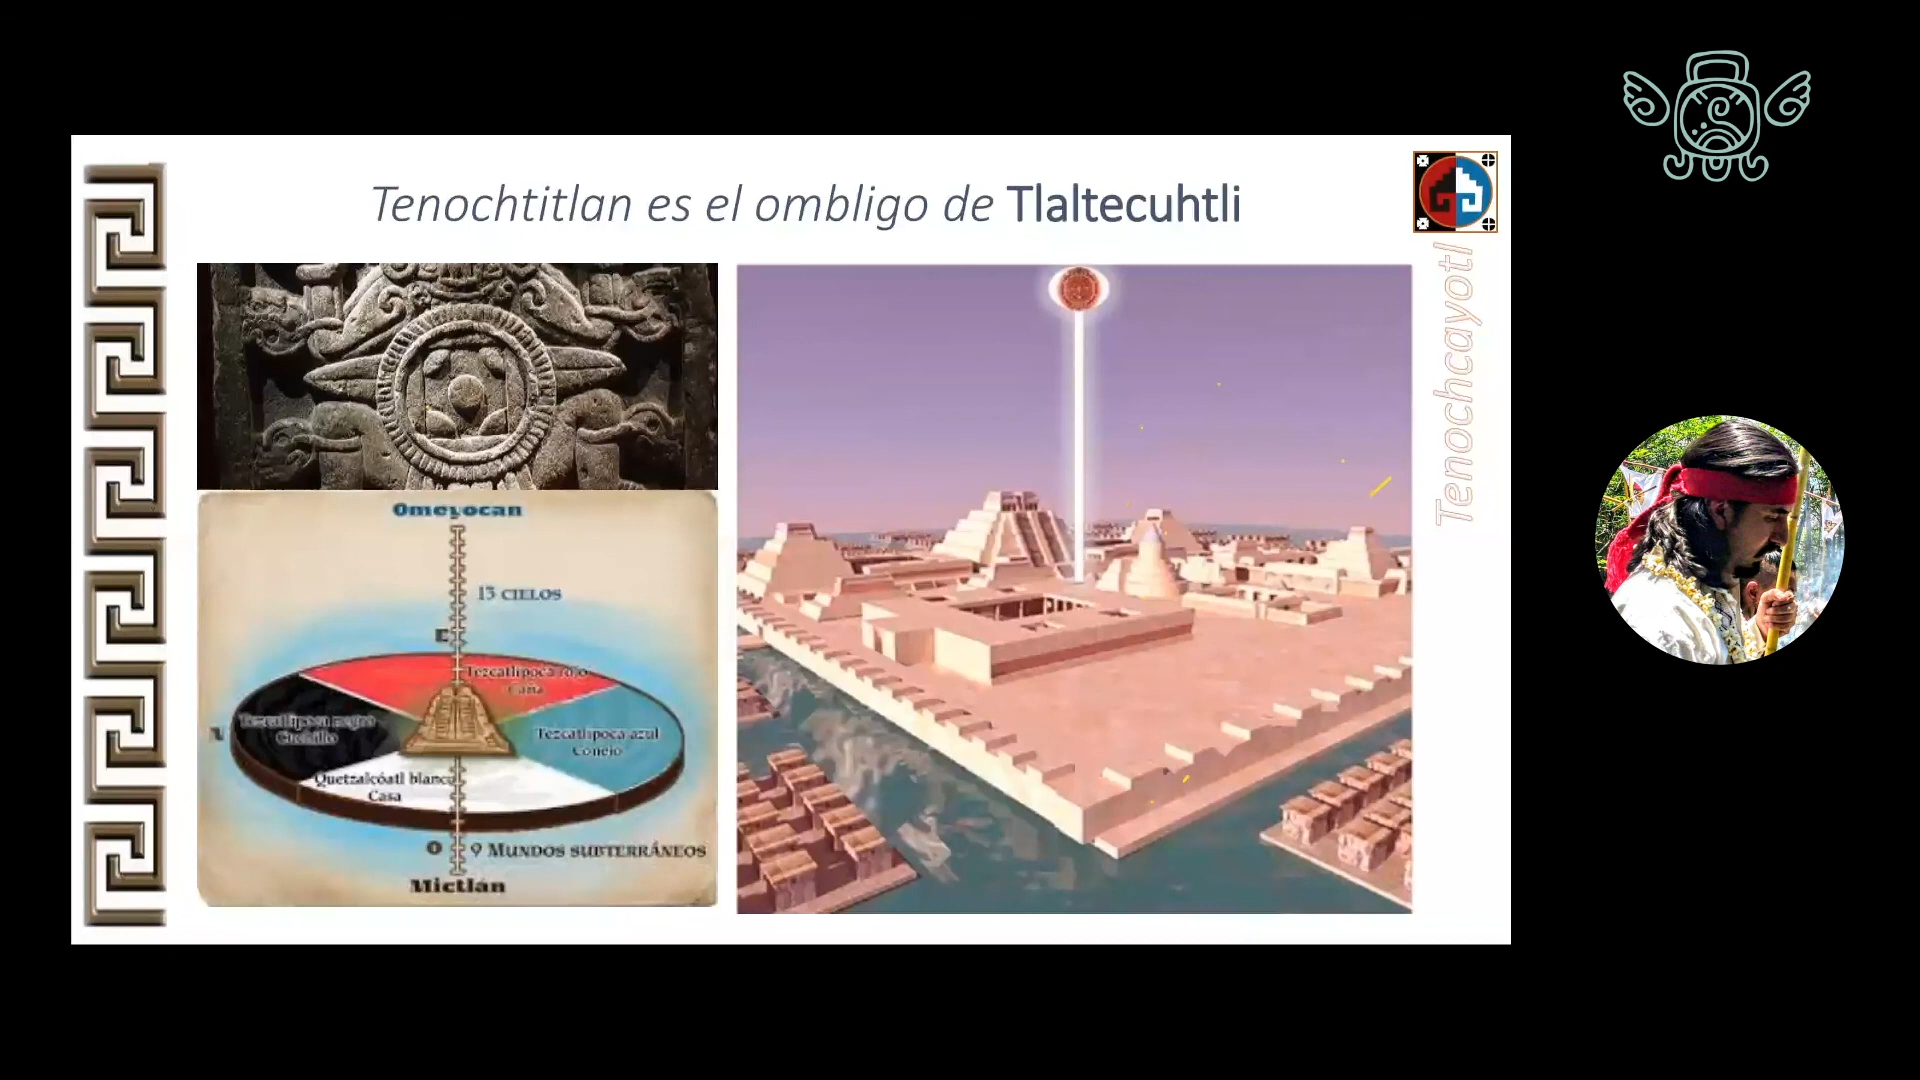 Tenochtitlan es el ombligo de Tlaltecuhtli
Tenochcayotl
Omeyocan
13 CIELOS
E
Tezcatlipoca rojo
Caña
Tezcatlipoca negro
Cuchillo
N
Tezcatlipoca azul
Conejo
Quetzalcóatl blanco
Casa
O
9 MUNDOS SUBTERRÁNEOS
Mictlán